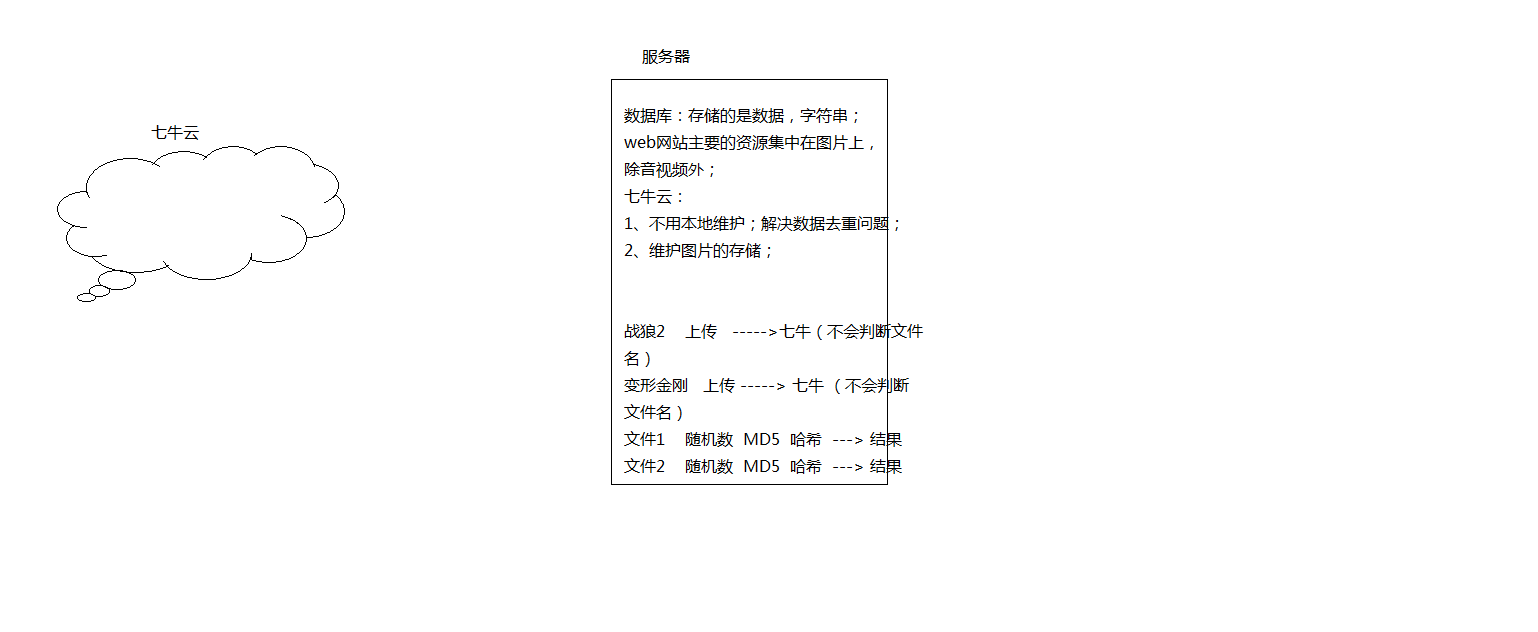 服务器
七牛云
数据库：存储的是数据，字符串；
web网站主要的资源集中在图片上，
除音视频外；
七牛云：
1、不用本地维护；解决数据去重问题；
2、维护图片的存储；
战狼2 上传 ----->七牛（不会判断文件
名）
变形金刚 上传 -----> 七牛 （不会判断
文件名）
文件1 随机数 MD5 哈希 ---> 结果
文件2 随机数 MD5 哈希 ---> 结果